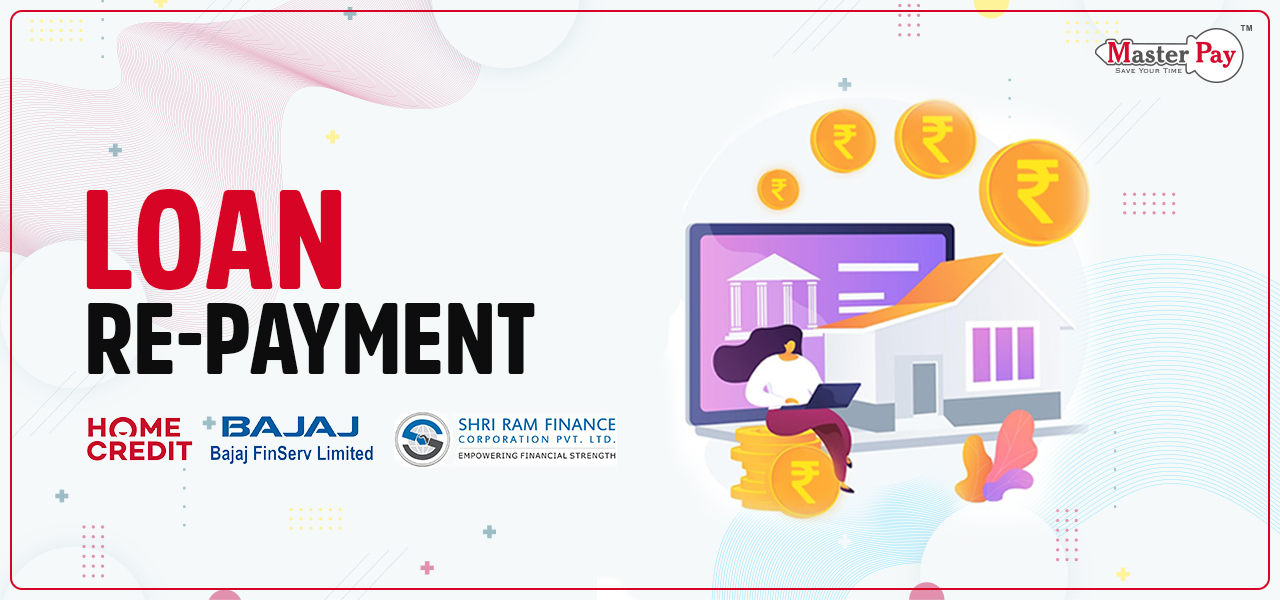 Master Pay TM
SAVE YOUR TIME
LOAN
RE-PAYMENT
HOME
CREDIT
BAJAJ
Bajaj FinServ Limited
SHRI RAM FINANCE
CORPORATION PVT. LTD.
EMPOWERING FINANCIAL STRENGTH
₹
₹
₹
₹
₹